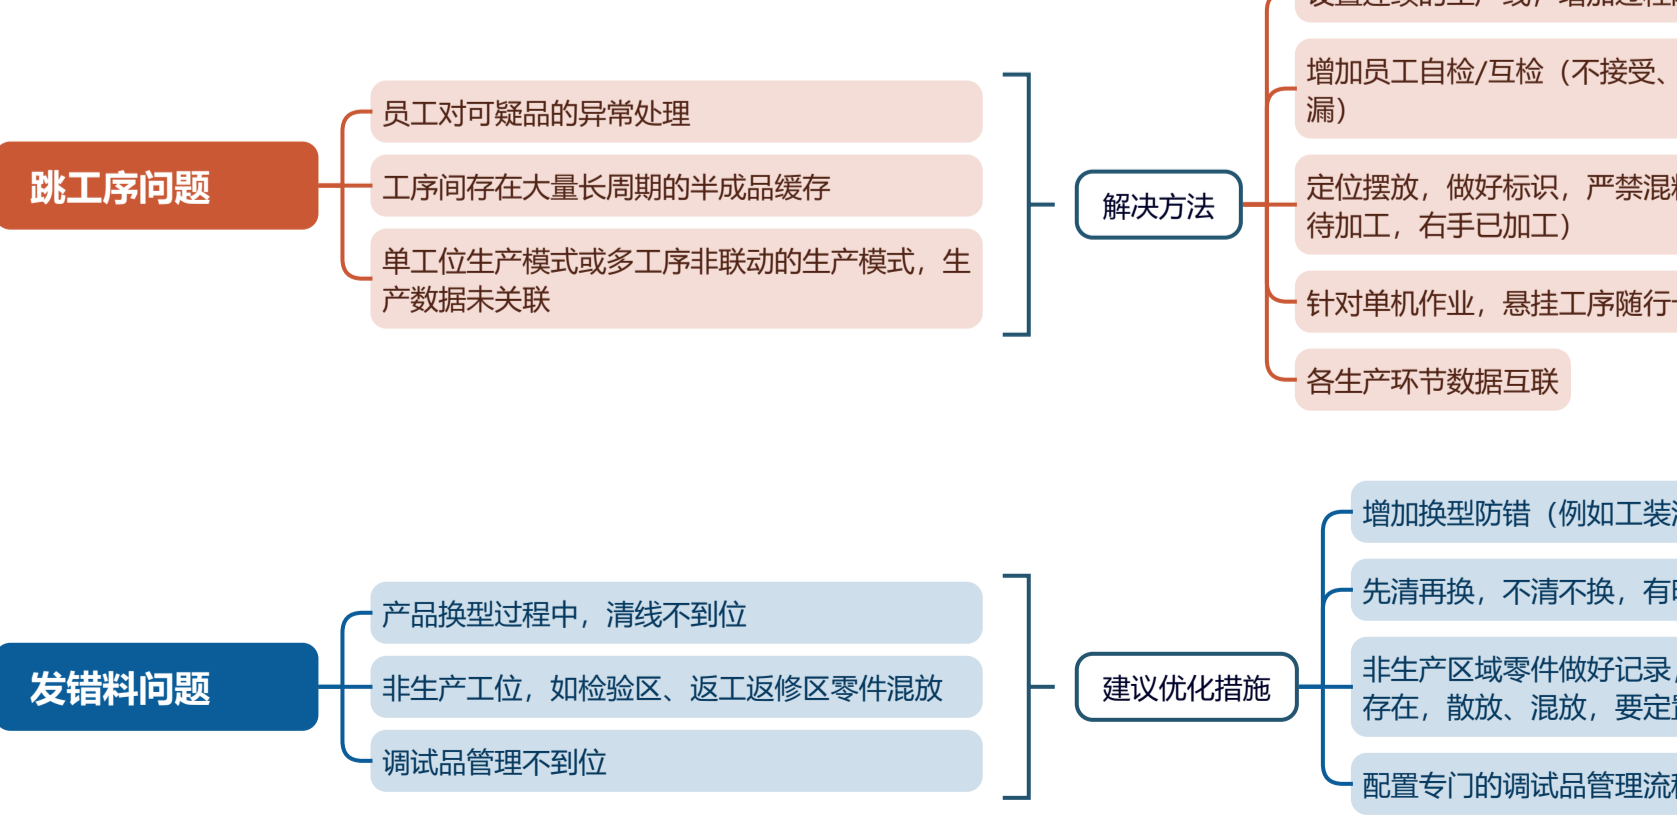 跳工序问题
员工对可疑品的异常处理
工序间存在大量长周期的半成品缓存
单工位生产模式或多工序非联动的生产模式，生
产数据未关联
解决方法
增加员工自检/互检（不接受、
漏）
定位摆放，做好标识，严禁混
待加工，右手已加工）
针对单机作业，悬挂工序随行
各生产环节数据互联
发错料问题
产品换型过程中，清线不到位
非生产工位，如检验区、返工返修区零件混放
调试品管理不到位
建议优化措施
增加换型防错（例如工装
先清再换，不清不换，有
非生产区域零件做好记录，
存在，散放、混放，要定
配置专门的调试品管理流